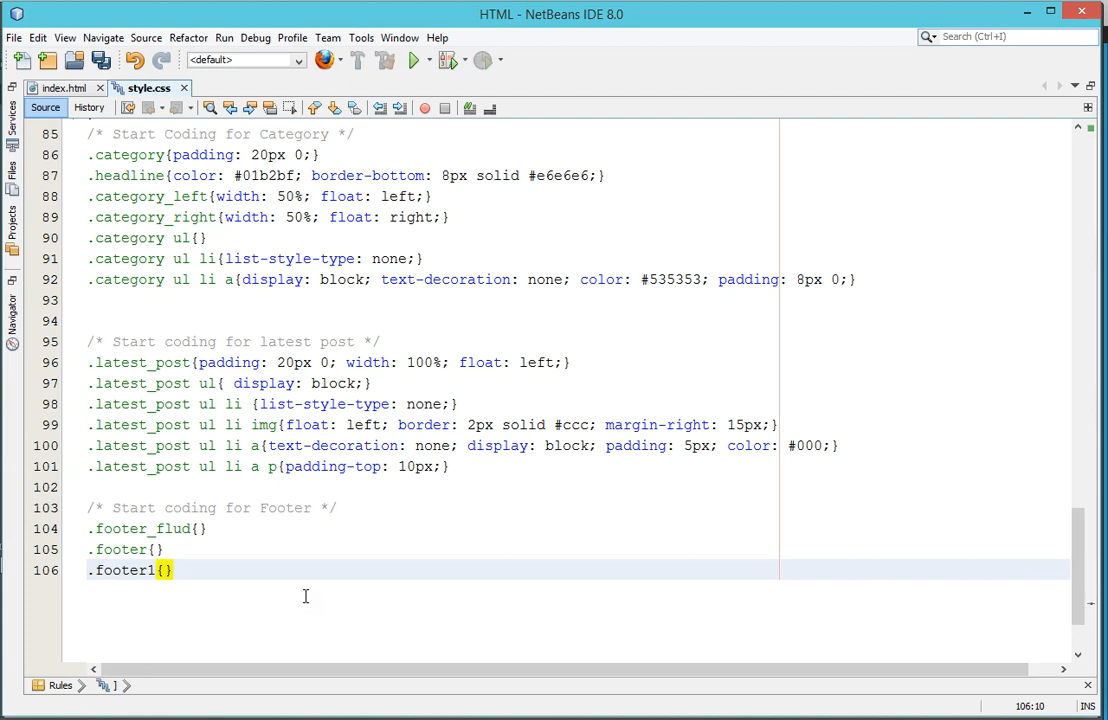 HTML - NetBeans IDE 8.0
File Edit View Navigate Source Refactor Run Debug Profile Team Tools Window Help
Search (Ctrl+I)
<default>
index.html
style.css
Source History
Services
Files
Projects
Navigator
85 /* Start Coding for Category */
86 .category{padding: 20px 0;}
87 .headline{color: #01b2bf; border-bottom: 8px solid #e6e6e6;}
88 .category_left{width: 50%; float: left;}
89 .category_right{width: 50%; float: right;}
90 .category ul{}
91 .category ul li{list-style-type: none;}
92 .category ul li a{display: block; text-decoration: none; color: #535353; padding: 8px 0;}
93
94
95 /* Start coding for latest post */
96 .latest_post{padding: 20px 0; width: 100%; float: left;}
97 .latest_post ul{ display: block;}
98 .latest_post ul li {list-style-type: none;}
99 .latest_post ul li img{float: left; border: 2px solid #ccc; margin-right: 15px;}
100 .latest_post ul li a{text-decoration: none; display: block; padding: 5px; color: #000;}
101 .latest_post ul li a p{padding-top: 10px;}
102
103 /* Start coding for Footer */
104 .footer_flud{}
105 .footer{}
106 .footer1{}
Rules ]
106:10 INS